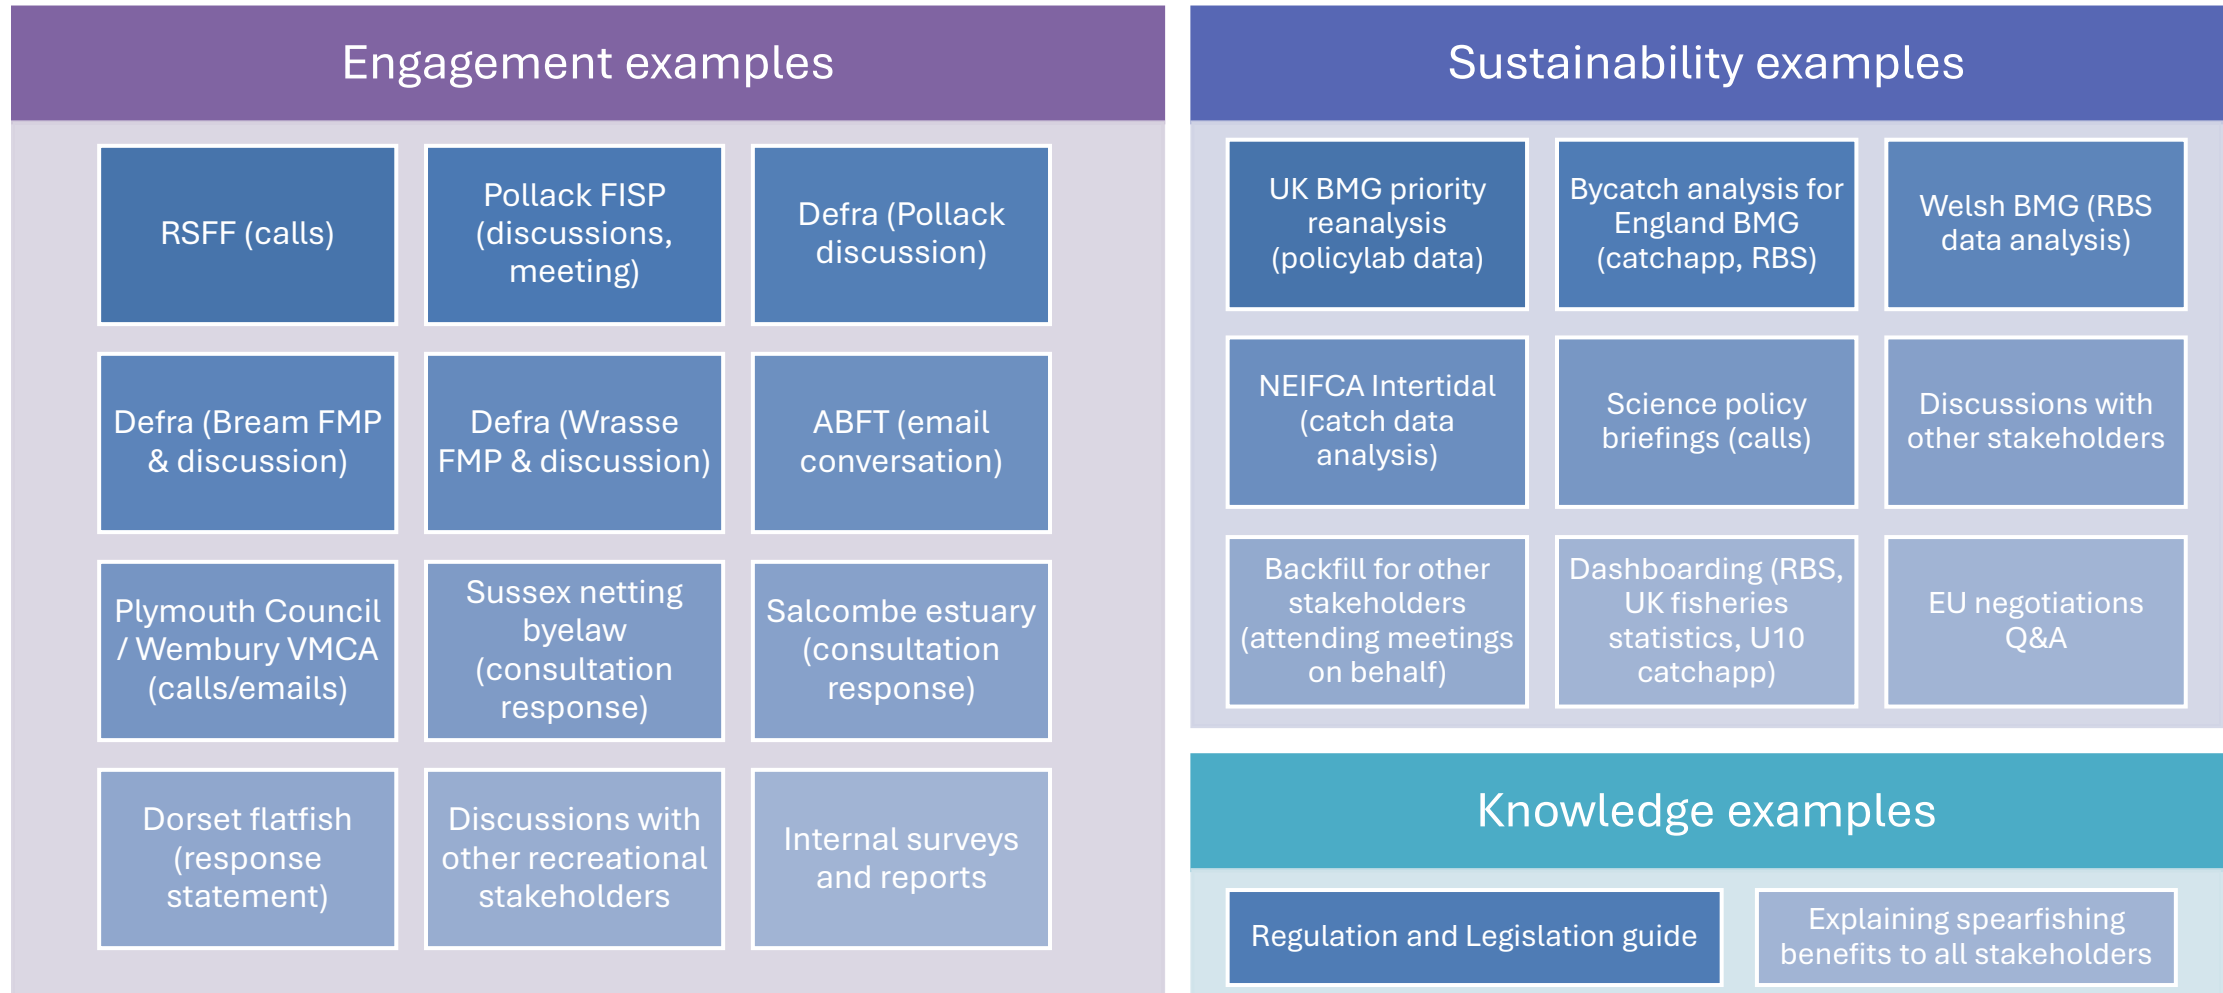 Engagement examples
RSFF (calls)
Pollack FISP
(discussions,
meeting)
Defra (Pollack
discussion)
Defra (Bream FMP
& discussion)
Defra (Wrasse
FMP & discussion)
ABFT (email
conversation)
Plymouth Council
/ Wembury VMCA
(calls/emails)
Sussex netting
byelaw
(consultation
response)
Salcombe estuary
(consultation
response)
Dorset flatfish
(response
statement)
Discussions with
other recreational
stakeholders
Internal surveys
and reports
Sustainability examples
UK BMG priority
reanalysis
(policylab data)
Bycatch analysis for
England BMG
(catchapp, RBS)
Welsh BMG (RBS
data analysis)
NEIFCA Intertidal
(catch data
analysis)
Science policy
briefings (calls)
Discussions with
other stakeholders
Backfill for other
stakeholders
(attending meetings
on behalf)
Dashboarding (RBS,
UK fisheries
statistics, U10
catchapp)
EU negotiations
Q&A
Knowledge examples
Regulation and Legislation guide
Explaining spearfishing
benefits to all stakeholders